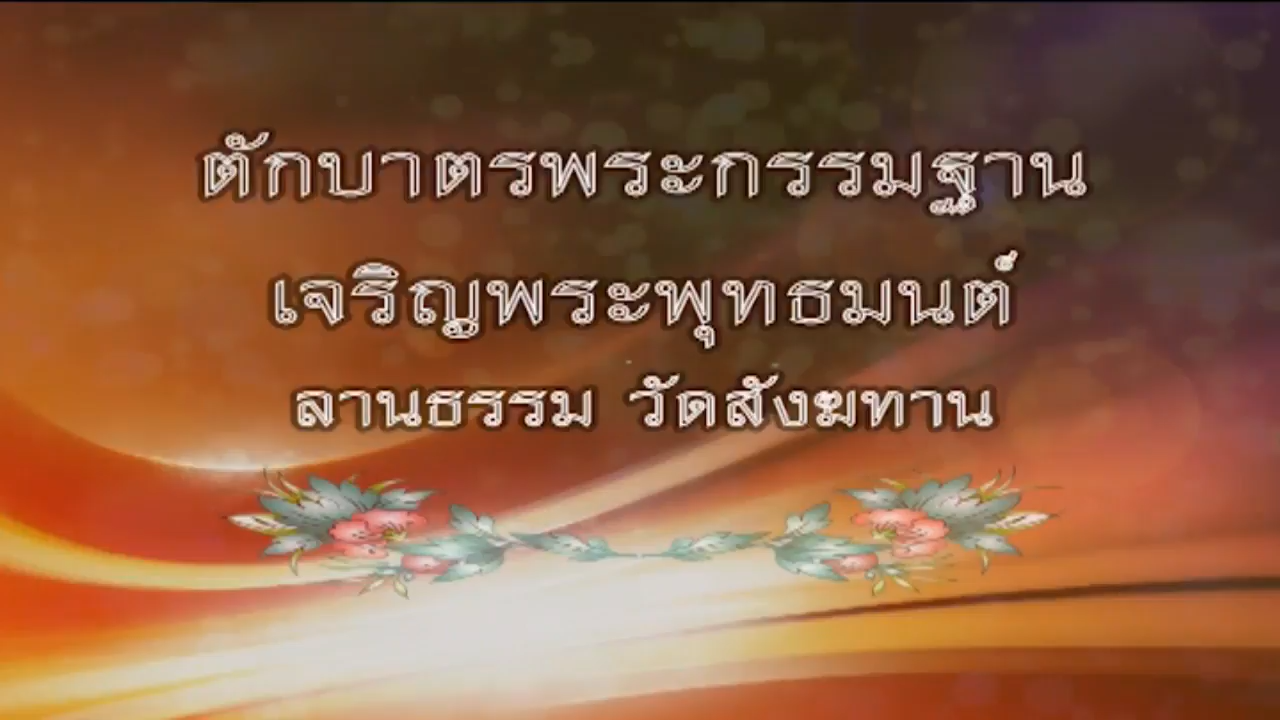 ตักบาตรพระกรรมฐาน
เจริญพระพุทธมนต์
ลานธรรม วัดสังฆทาน